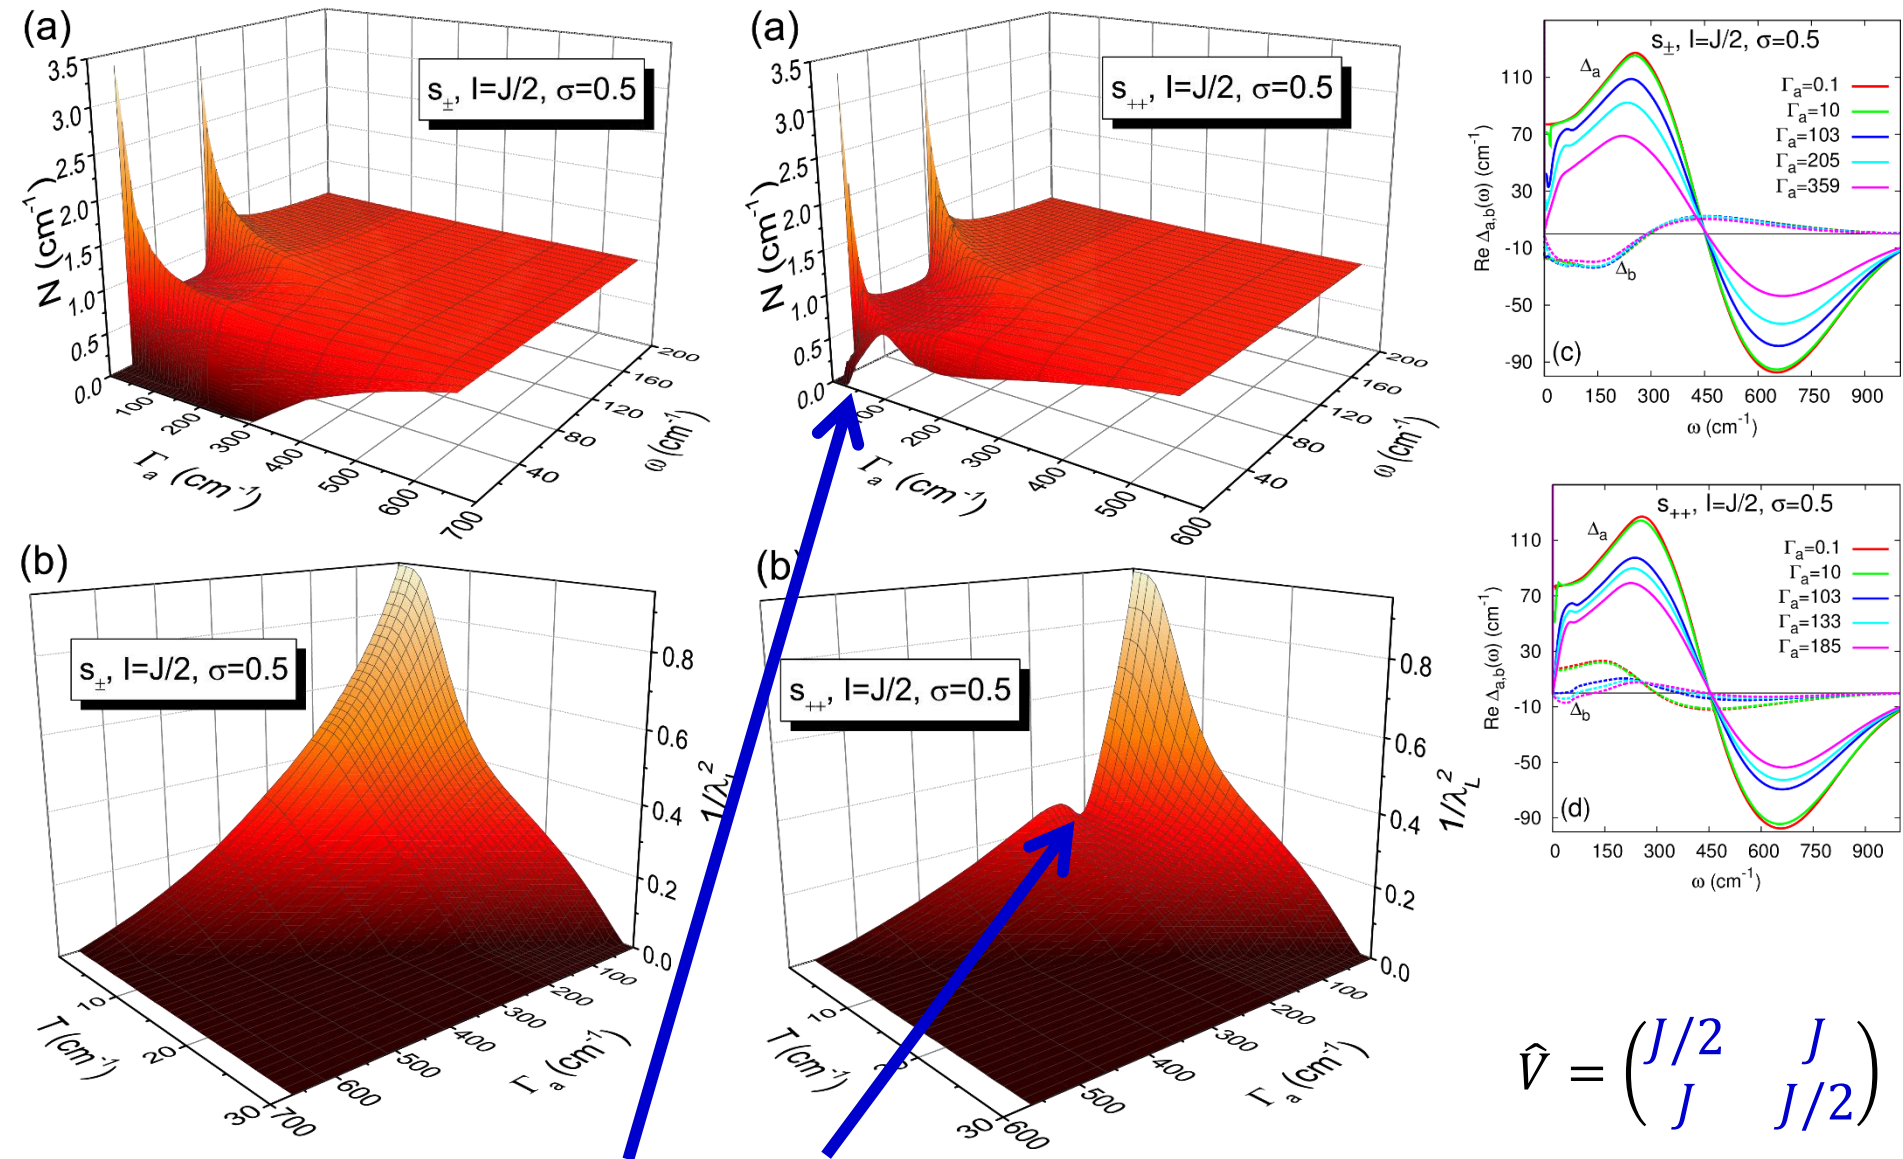 (a)
s±, I=J/2, σ=0.5
N (cm⁻¹)
3.5
3.0
2.5
2.0
1.5
1.0
0.5
0.0
100
200
300
400
500
600
700
Γa (cm⁻¹)
40
80
120
160
200
ω (cm⁻¹)
(a)
s++, I=J/2, σ=0.5
N (cm⁻¹)
3.5
3.0
2.5
2.0
1.5
1.0
0.5
0.0
100
200
300
400
500
600
Γa (cm⁻¹)
40
80
120
160
200
ω (cm⁻¹)
s±, I=J/2, σ=0.5
Δa
Γa=0.1
Γa=10
Γa=103
Γa=205
Γa=359
Δb
(c)
Re Δa,b(ω) (cm⁻¹)
110
70
30
-10
-50
-90
0 150 300 450 600 750 900
ω (cm⁻¹)
(b)
s±, I=J/2, σ=0.5
0.8
0.6
0.4
0.2
0.0
1/λL²
10
20
30
T (cm⁻¹)
100
200
300
400
500
600
700
Γa (cm⁻¹)
(b)
s++, I=J/2, σ=0.5
0.8
0.6
0.4
0.2
0.0
1/λL²
10
30
T (cm⁻¹)
100
200
300
400
500
600
Γa (cm⁻¹)
s++, I=J/2, σ=0.5
Δa
Γa=0.1
Γa=10
Γa=103
Γa=133
Γa=185
Δb
(d)
Re Δa,b(ω) (cm⁻¹)
110
70
30
-10
-50
-90
0 150 300 450 600 750 900
ω (cm⁻¹)
V̂ = (J/2 J
J J/2)